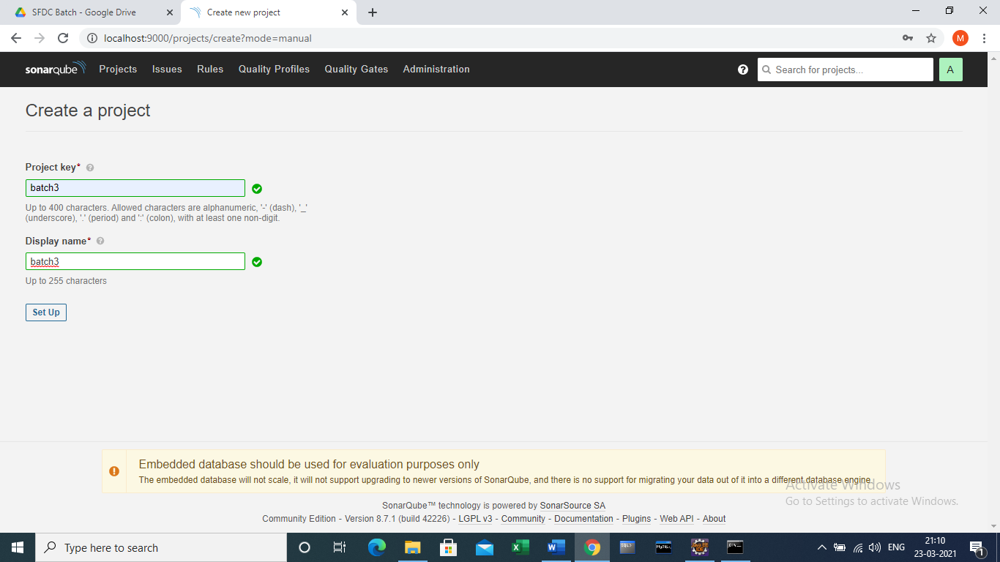 SFDC Batch - Google Drive
Create new project
localhost:9000/projects/create?mode=manual
M
sonarqube Projects Issues Rules Quality Profiles Quality Gates Administration
Search for projects...
A
Create a project
Project key*
batch3
Up to 400 characters. Allowed characters are alphanumeric, '-' (dash), '_'
(underscore), '.' (period) and ':' (colon), with at least one non-digit.
Display name*
batch3
Up to 255 characters
Set Up
Embedded database should be used for evaluation purposes only
The embedded database will not scale, it will not support upgrading to newer versions of SonarQube, and there is no support for migrating your data out of it into a different database engine.
Activate Windows
Go to Settings to activate Windows.
SonarQube™ technology is powered by SonarSource SA
Community Edition - Version 8.7.1 (build 42226) - LGPL v3 - Community - Documentation - Plugins - Web API - About
Type here to search
ENG
21:10
23-03-2021
1